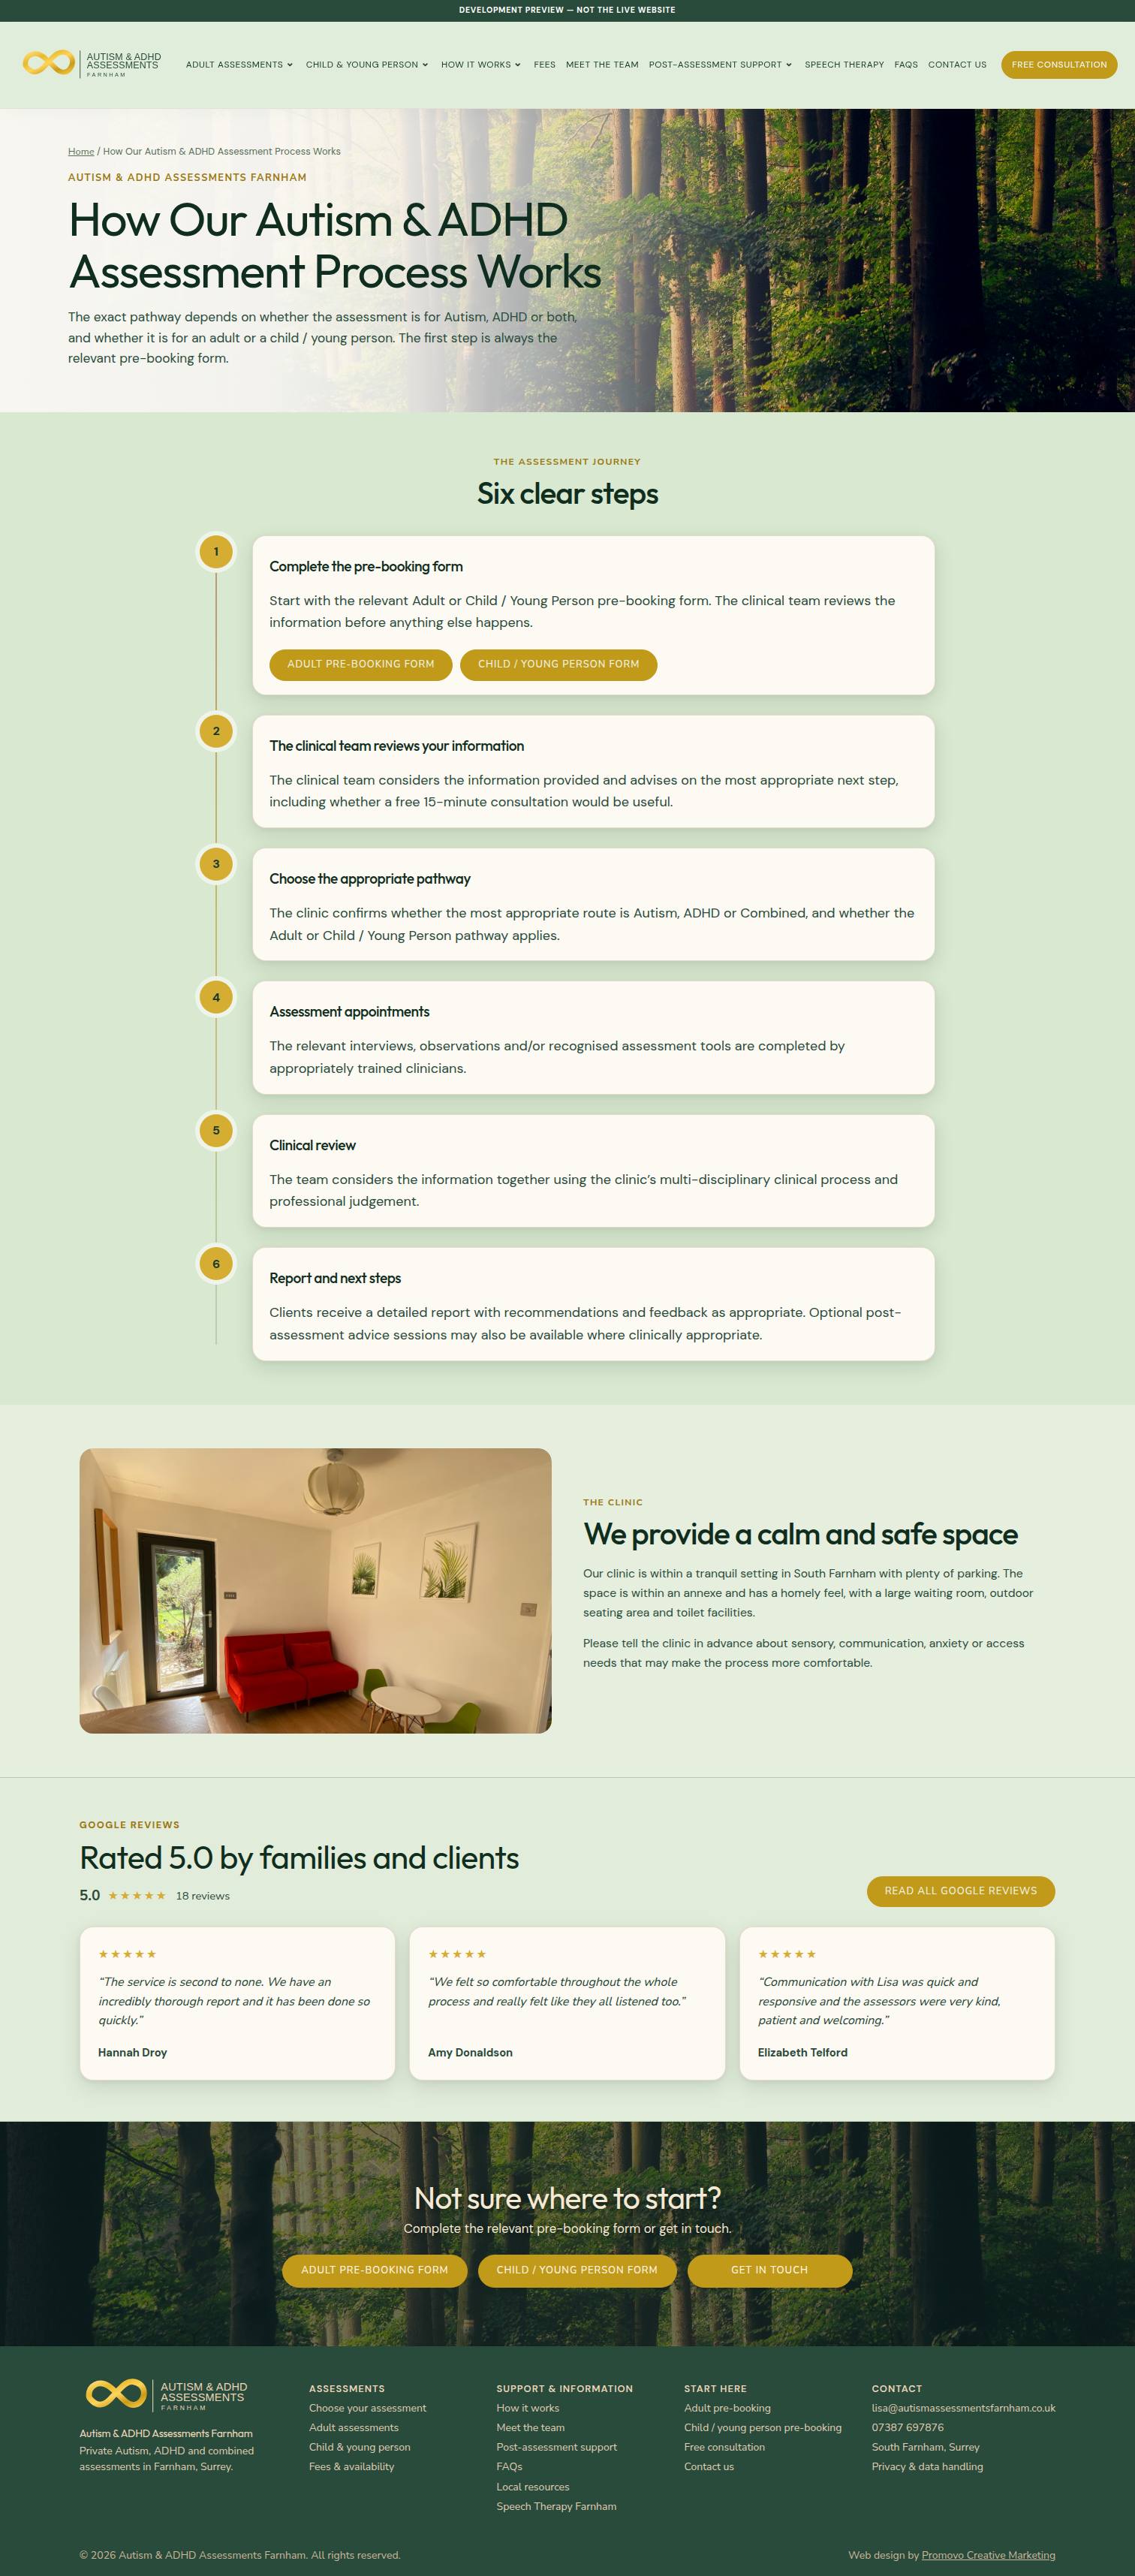 DEVELOPMENT PREVIEW — NOT THE LIVE WEBSITE
AUTISM & ADHD
ASSESSMENTS
FARNHAM
ADULT ASSESSMENTS
CHILD & YOUNG PERSON
HOW IT WORKS
FEES
MEET THE TEAM
POST-ASSESSMENT SUPPORT
SPEECH THERAPY
FAQS
CONTACT US
FREE CONSULTATION
Home / How Our Autism & ADHD Assessment Process Works
AUTISM & ADHD ASSESSMENTS FARNHAM
How Our Autism & ADHD
Assessment Process Works
The exact pathway depends on whether the assessment is for Autism, ADHD or both,
and whether it is for an adult or a child / young person. The first step is always the
relevant pre-booking form.
THE ASSESSMENT JOURNEY
Six clear steps
1
Complete the pre-booking form
Start with the relevant Adult or Child / Young Person pre-booking form. The clinical team reviews the
information before anything else happens.
ADULT PRE-BOOKING FORM
CHILD / YOUNG PERSON FORM
2
The clinical team reviews your information
The clinical team considers the information provided and advises on the most appropriate next step,
including whether a free 15-minute consultation would be useful.
3
Choose the appropriate pathway
The clinic confirms whether the most appropriate route is Autism, ADHD or Combined, and whether the
Adult or Child / Young Person pathway applies.
4
Assessment appointments
The relevant interviews, observations and/or recognised assessment tools are completed by
appropriately trained clinicians.
5
Clinical review
The team considers the information together using the clinic's multi-disciplinary clinical process and
professional judgement.
6
Report and next steps
Clients receive a detailed report with recommendations and feedback as appropriate. Optional post-
assessment advice sessions may also be available where clinically appropriate.
THE CLINIC
We provide a calm and safe space
Our clinic is within a tranquil setting in South Farnham with plenty of parking. The
space is within an annexe and has a homely feel, with a large waiting room, outdoor
seating area and toilet facilities.
Please tell the clinic in advance about sensory, communication, anxiety or access
needs that may make the process more comfortable.
GOOGLE REVIEWS
Rated 5.0 by families and clients
5.0 ★★★★★ 18 reviews
READ ALL GOOGLE REVIEWS
★★★★★
“The service is second to none. We have an
incredibly thorough report and it has been done so
quickly.”
Hannah Droy
★★★★★
“We felt so comfortable throughout the whole
process and really felt like they all listened too.”
Amy Donaldson
★★★★★
“Communication with Lisa was quick and
responsive and the assessors were very kind,
patient and welcoming.”
Elizabeth Telford
Not sure where to start?
Complete the relevant pre-booking form or get in touch.
ADULT PRE-BOOKING FORM
CHILD / YOUNG PERSON FORM
GET IN TOUCH
AUTISM & ADHD
ASSESSMENTS
FARNHAM
Autism & ADHD Assessments Farnham
Private Autism, ADHD and combined
assessments in Farnham, Surrey.
ASSESSMENTS
Choose your assessment
Adult assessments
Child & young person
Fees & availability
SUPPORT & INFORMATION
How it works
Meet the team
Post-assessment support
FAQs
Local resources
Speech Therapy Farnham
START HERE
Adult pre-booking
Child / young person pre-booking
Free consultation
Contact us
CONTACT
lisa@autismassessmentsfarnham.co.uk
07387 697876
South Farnham, Surrey
Privacy & data handling
© 2026 Autism & ADHD Assessments Farnham. All rights reserved.
Web design by Promovo Creative Marketing